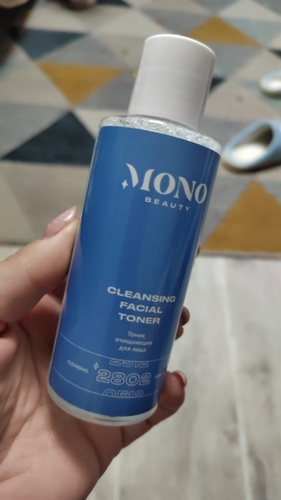 MONO
BEAUTY
CLEANSING
FACIAL
TONER
Тоник
очищающий
для лица
2802